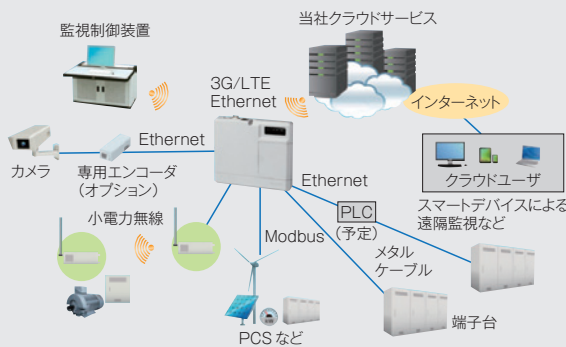 監視制御装置
当社クラウドサービス
3G/LTE
Ethernet
インターネット
Ethernet
カメラ
専用エンコーダ
(オプション)
Ethernet
クラウドユーザ
スマートデバイスによる
遠隔監視など
小電力無線
PLC
(予定)
Modbus
メタル
ケーブル
PCS など
端子台